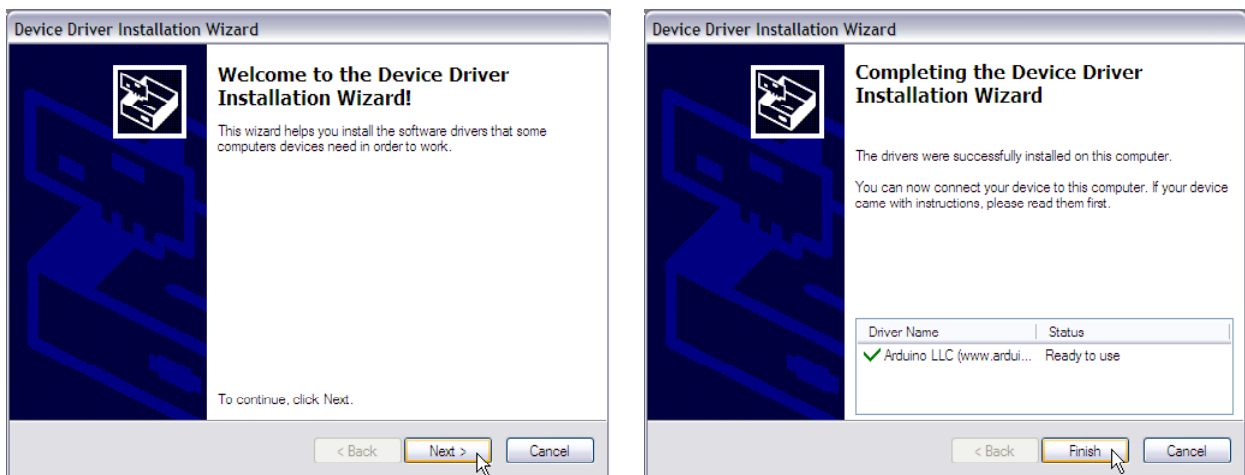 Device Driver Installation Wizard
Welcome to the Device Driver
Installation Wizard!
This wizard helps you install the software drivers that some
computers devices need in order to work.
To continue, click Next.
< Back
Next >
Cancel
Device Driver Installation Wizard
Completing the Device Driver
Installation Wizard
The drivers were successfully installed on this computer.
You can now connect your device to this computer. If your device
came with instructions, please read them first.
Driver Name Status
Arduino LLC (www.ardui... Ready to use
< Back
Finish
Cancel